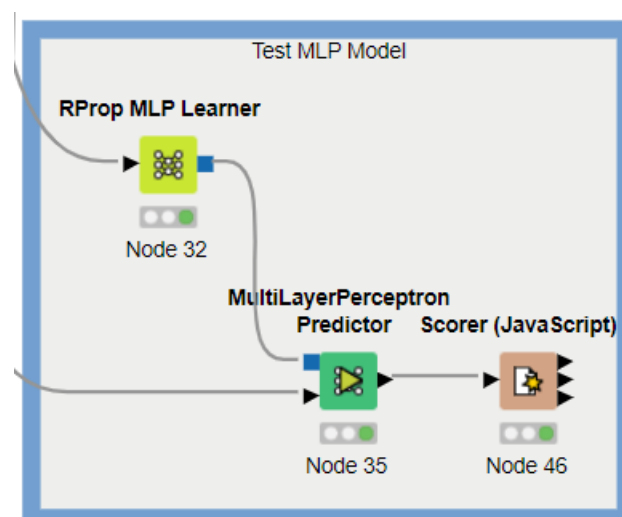 Test MLP Model
RProp MLP Learner
Node 32
MultiLayerPerceptron
Predictor
Scorer (JavaScript)
Node 35
Node 46